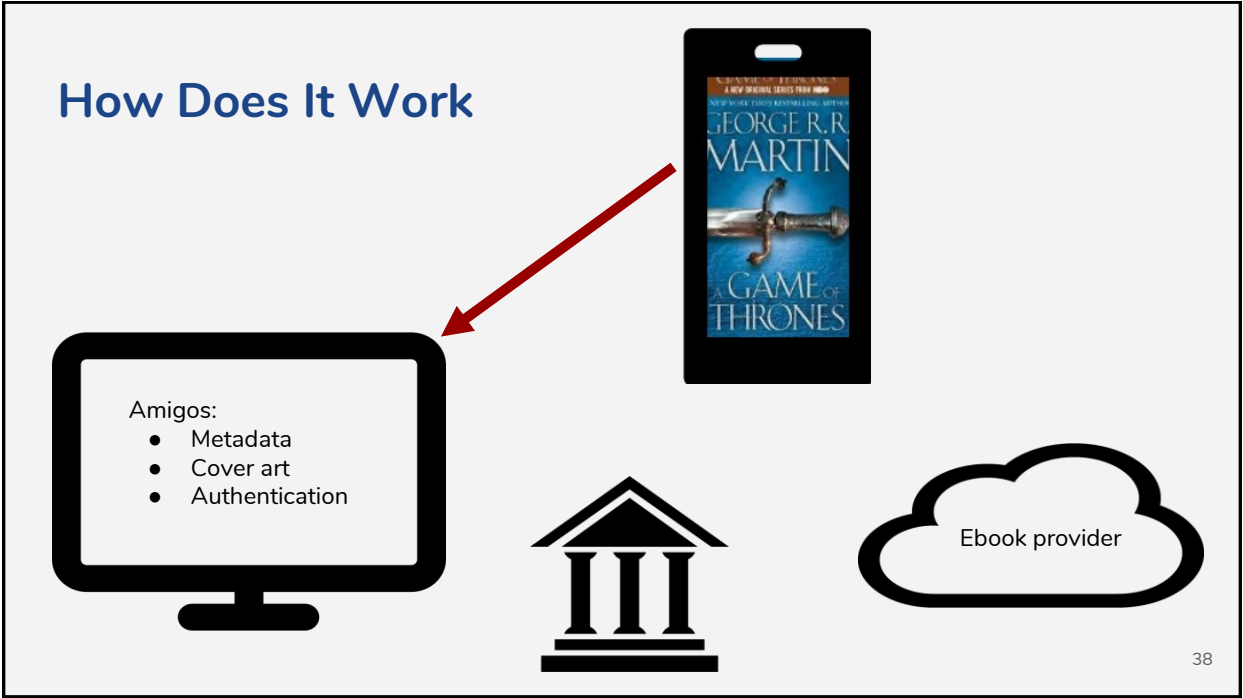 How Does It Work
GAME OF THRONES
A NEW ORIGINAL SERIES FROM HBO
NEW YORK TIMES BESTSELLING AUTHO
GEORGE R.R.
MARTIN
A GAME OF
THRONES
Amigos:
● Metadata
● Cover art
● Authentication
Ebook provider
38